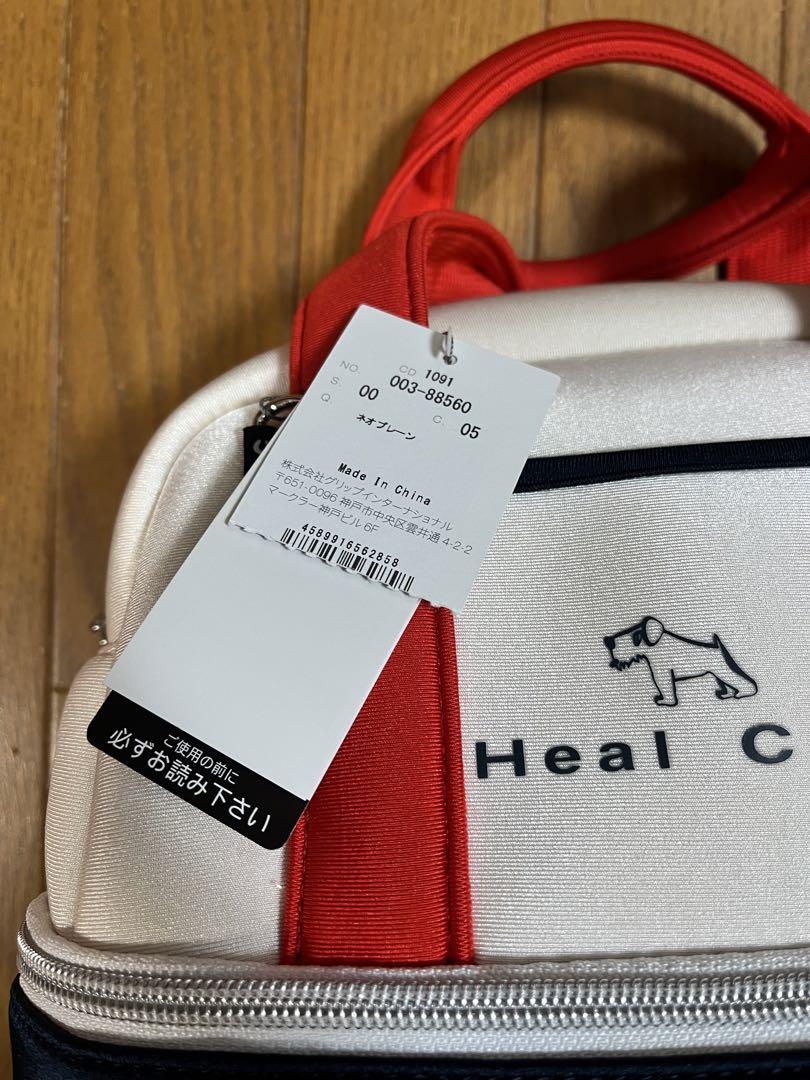 CD 1091
NO. 003-88560
S. 00 C. 05
Q. ネオプレーン
Made In China
株式会社グリップインターナショナル
〒651-0096 神戸市中央区雲井通 4-2-2
マークラー神戸ビル 6F
4589916562858
ご使用の前に
必ずお読み下さい
Heal C